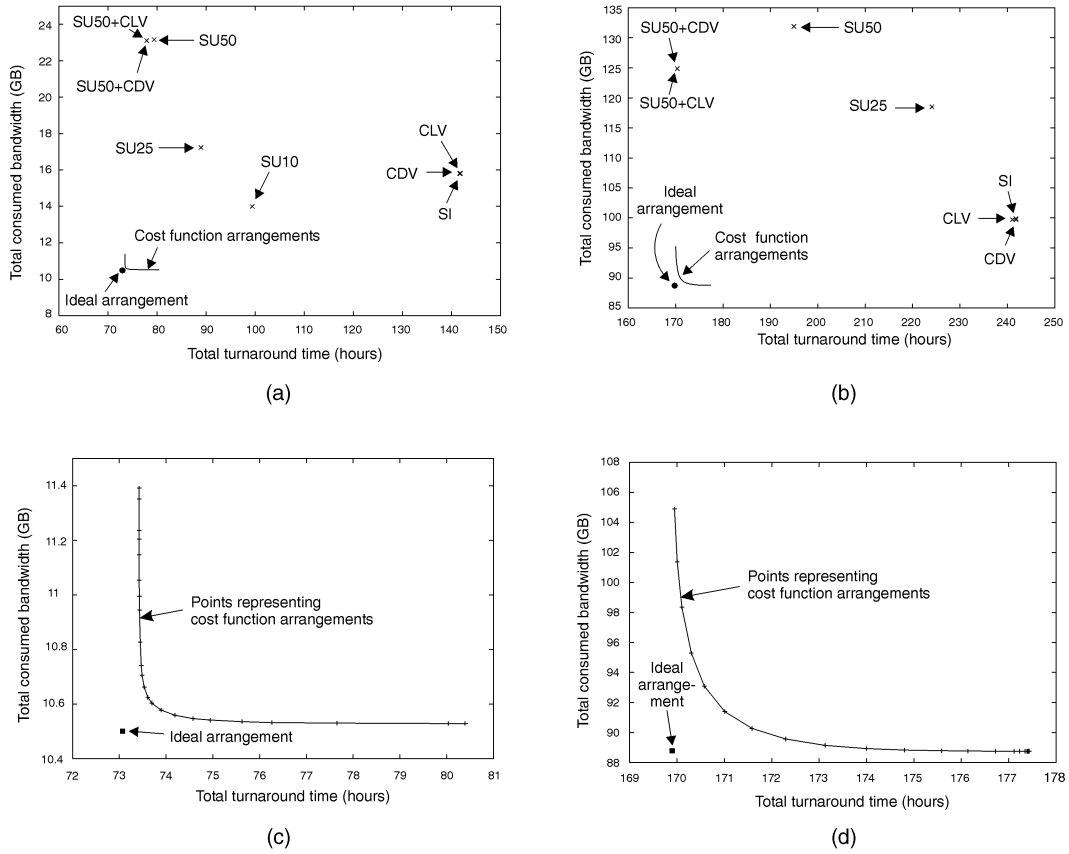 24
22
20
18
16
14
12
10
8
60
70
80
90
100
110
120
130
140
150
Total consumed bandwidth (GB)
Total turnaround time (hours)
SU50+CLV
SU50
SU50+CDV
SU25
SU10
CLV
CDV
SI
Cost function arrangements
Ideal arrangement
(a)
135
130
125
120
115
110
105
100
95
90
85
160
170
180
190
200
210
220
230
240
250
Total consumed bandwidth (GB)
Total turnaround time (hours)
SU50+CDV
SU50
SU50+CLV
SU25
SI
CLV
CDV
Ideal
arrangement
Cost function
arrangements
(b)
11.4
11.2
11
10.8
10.6
10.4
72
73
74
75
76
77
78
79
80
81
Total consumed bandwidth (GB)
Total turnaround time (hours)
Points representing
cost function arrangements
Ideal arrangement
(c)
108
106
104
102
100
98
96
94
92
90
88
169
170
171
172
173
174
175
176
177
178
Total consumed bandwidth (GB)
Total turnaround time (hours)
Points representing
cost function arrangements
Ideal
arrange-
ment
(d)